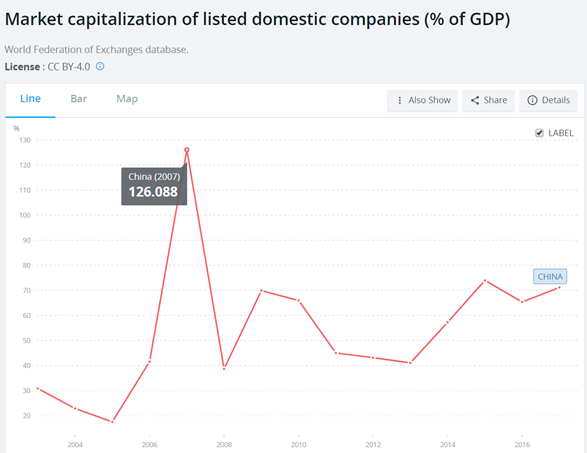 Market capitalization of listed domestic companies (% of GDP)
World Federation of Exchanges database.
License : CC BY-4.0
Line Bar Map Also Show Share Details
%
LABEL
130
120
110
100
90
80
70
60
50
40
30
20
China (2007)
126.088
CHINA
2004 2006 2008 2010 2012 2014 2016